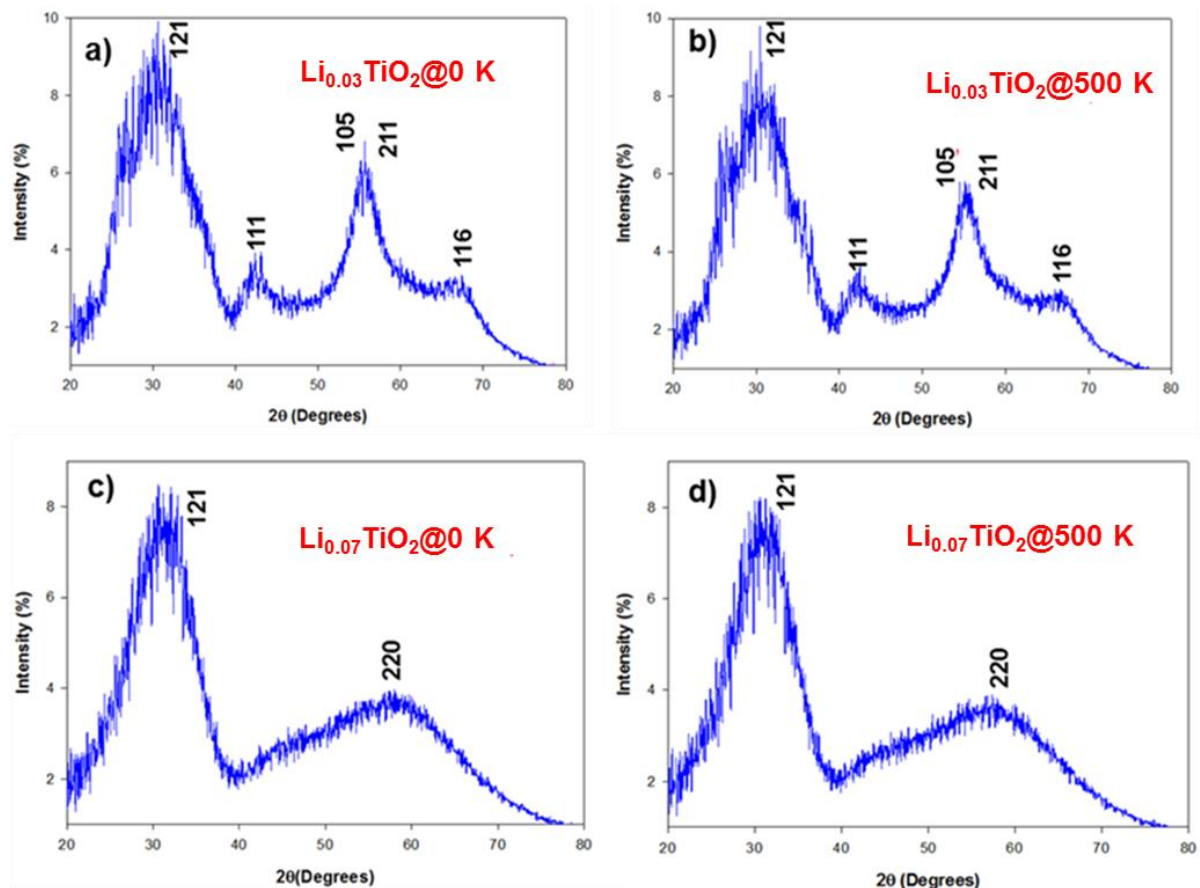 a)
Li₀.₀₃TiO₂@0 K
121
111
105
211
116
Intensity (%)
10
8
6
4
2
20 30 40 50 60 70 80
2θ (Degrees)
b)
Li₀.₀₃TiO₂@500 K
121
111
105
211
116
Intensity (%)
10
8
6
4
2
20 30 40 50 60 70 80
2θ (Degrees)
c)
Li₀.₀₇TiO₂@0 K
121
220
Intensity (%)
8
6
4
2
20 30 40 50 60 70 80
2θ(Degrees)
d)
Li₀.₀₇TiO₂@500 K
121
220
Intensity (%)
8
6
4
2
20 30 40 50 60 70 80
2θ (Degrees)